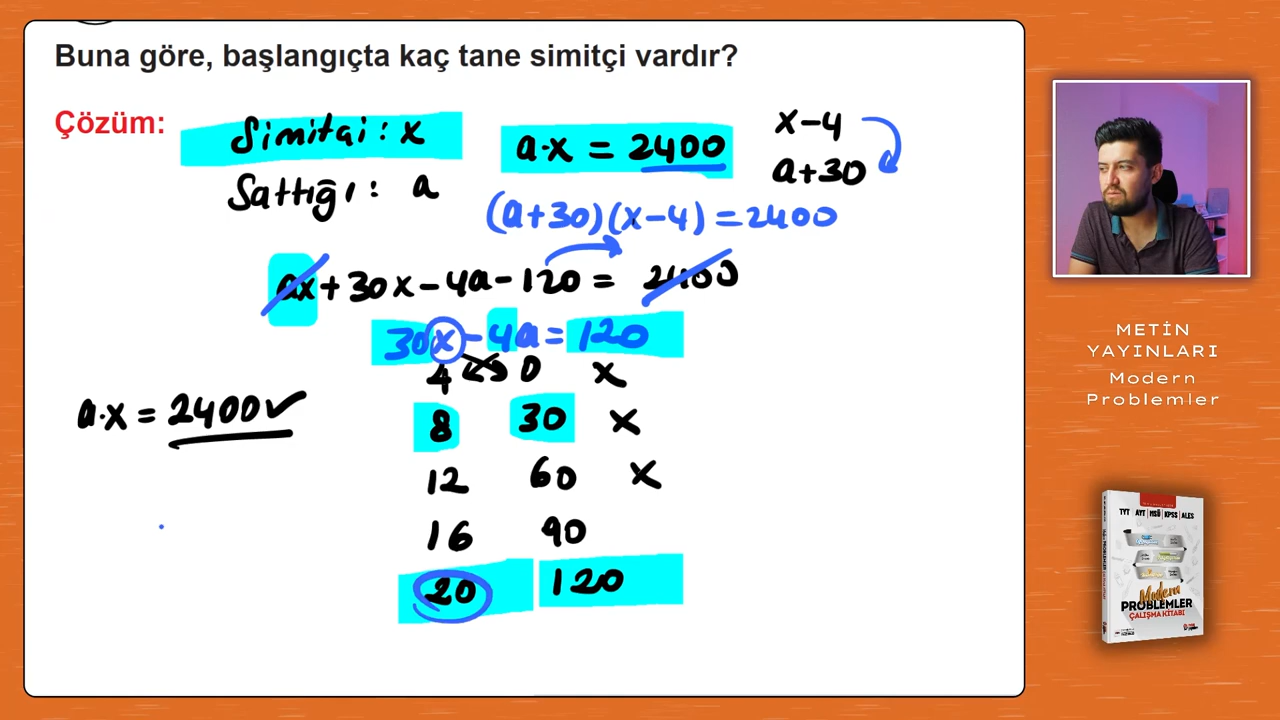 Buna göre, başlangıçta kaç tane simitçi vardır?
Çözüm:
Simitçi : x
Sattığı : a
a·x = 2400
x-4
a+30
(a+30)(x-4) = 2400
ax+30x-4a-120 = 2400
30x-4a=120
4 0 x
8 30 x
12 60 x
16 90
20 120
a·x = 2400✓
METİN
YAYINLARI
Modern
Problemler
TYT AYT MSÜ KPSS ALES
Modern
PROBLEMLER
ÇALIŞMA KİTABI